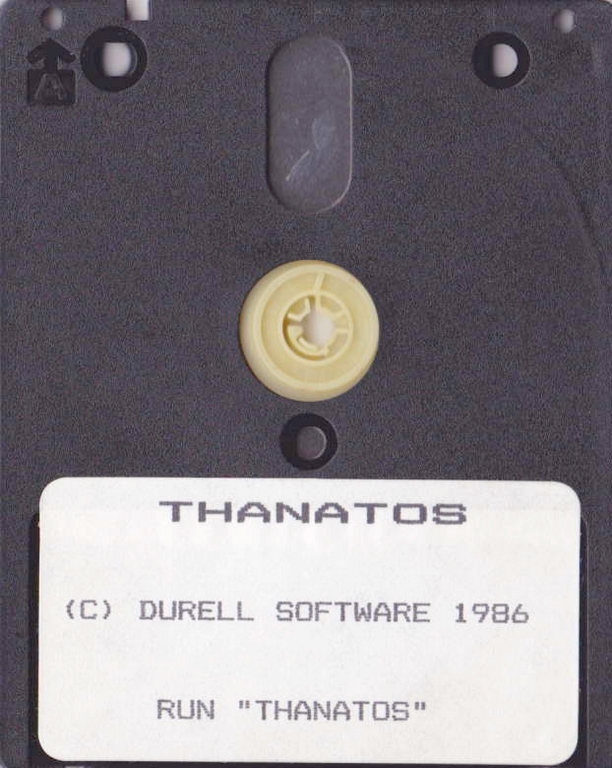 A
THANATOS
(C) DURELL SOFTWARE 1986
RUN "THANATOS"